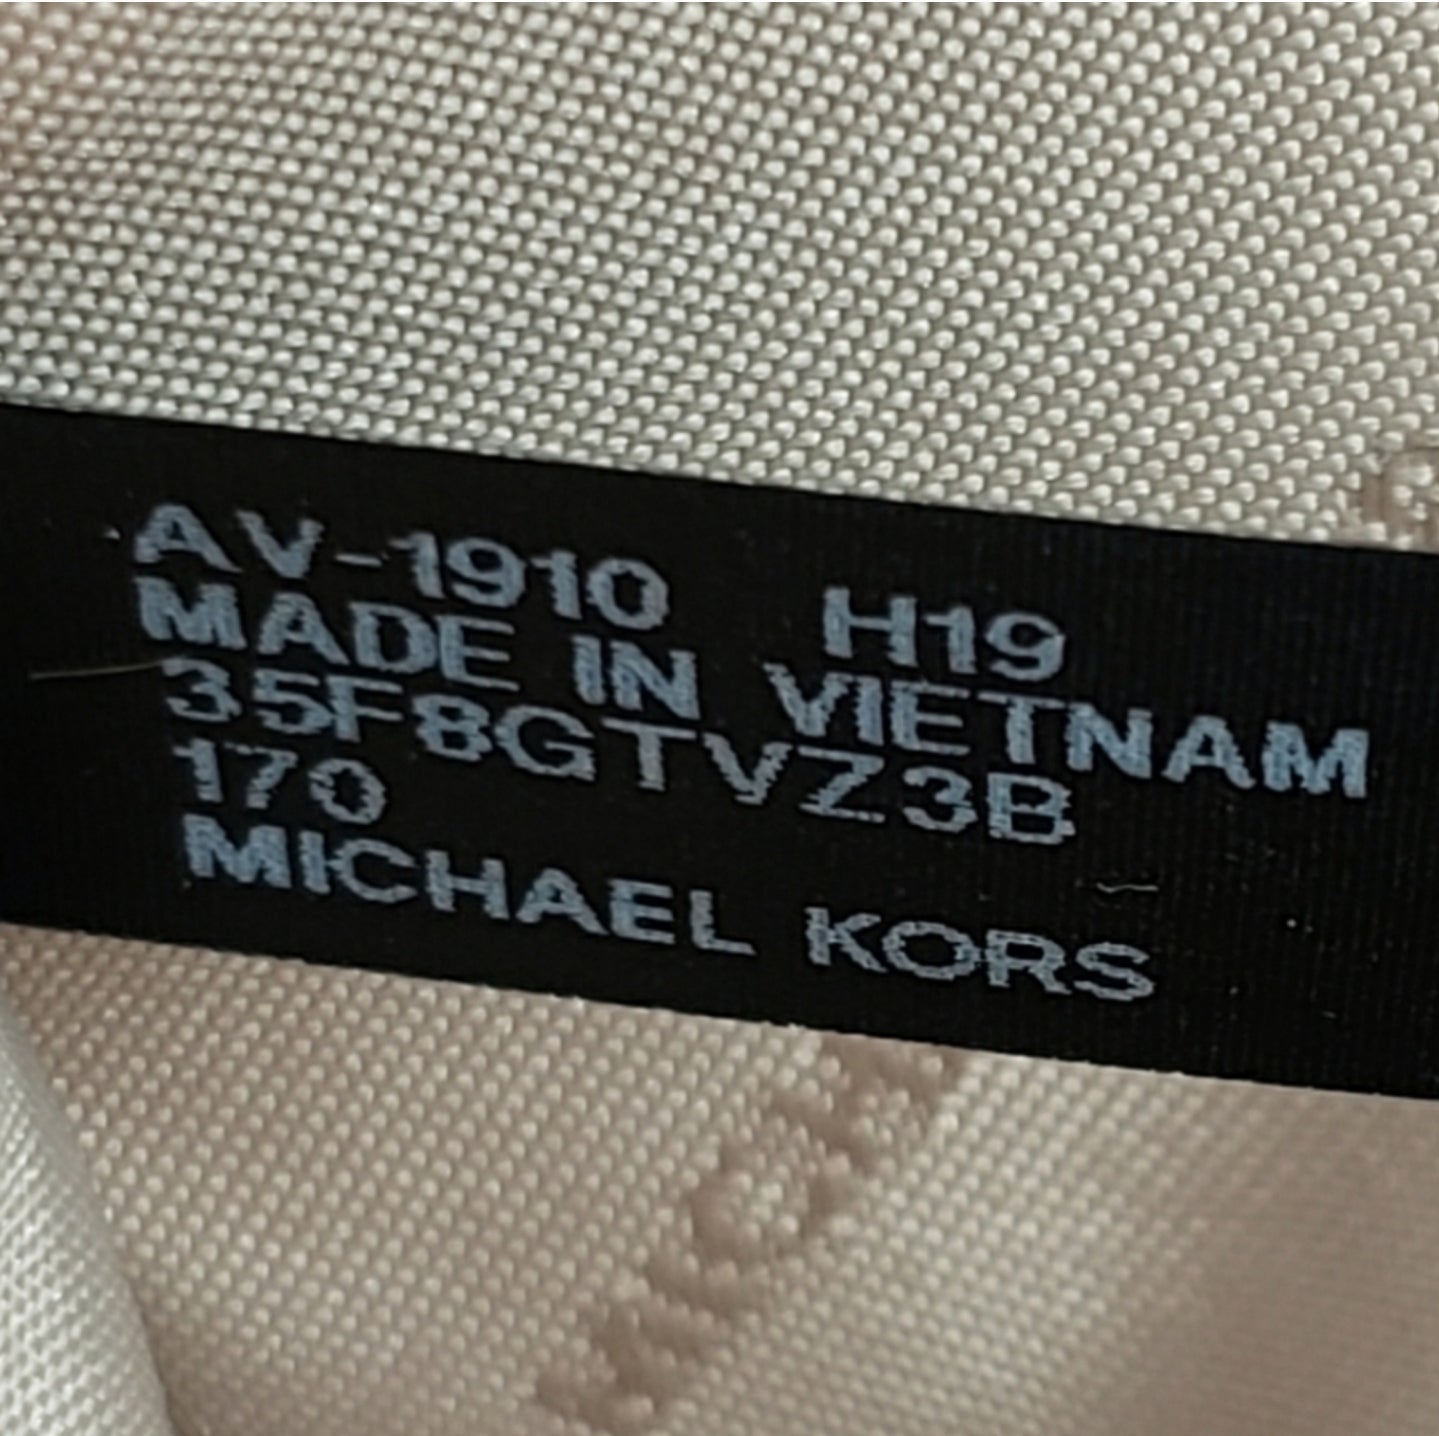 AV-1910 H19
MADE IN VIETNAM
35F8GTVZ3B
170
MICHAEL KORS